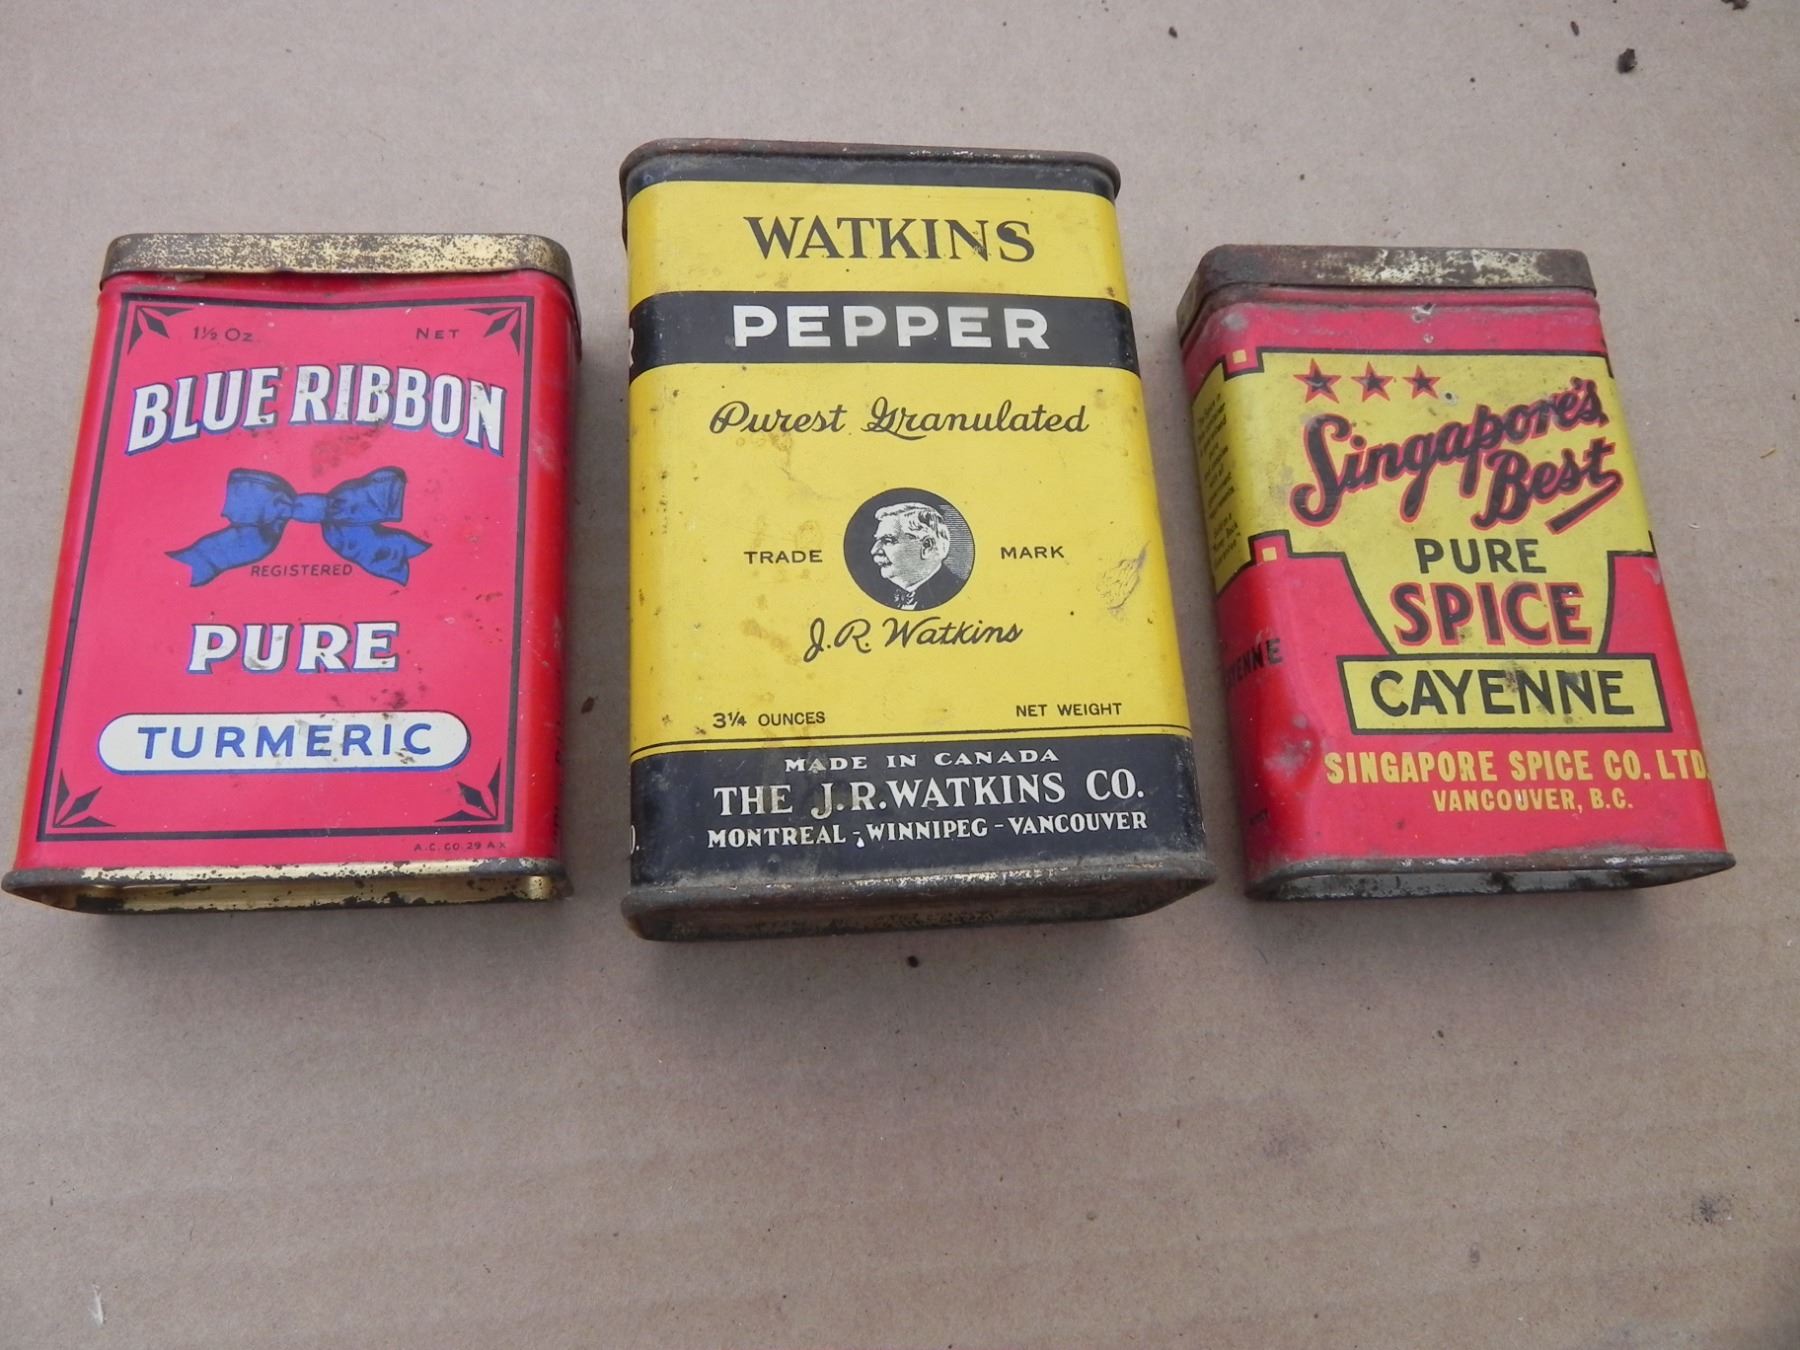 1½ Oz. NET
BLUE RIBBON
REGISTERED
PURE
TURMERIC
A.C.CO. 29 A X
WATKINS
PEPPER
Purest Granulated
TRADE MARK
J.R. Watkins
3¼ OUNCES NET WEIGHT
MADE IN CANADA
THE J.R. WATKINS CO.
MONTREAL - WINNIPEG - VANCOUVER
Singapore's
Best
PURE
SPICE
CAYENNE
SINGAPORE SPICE CO. LTD.
VANCOUVER, B.C.